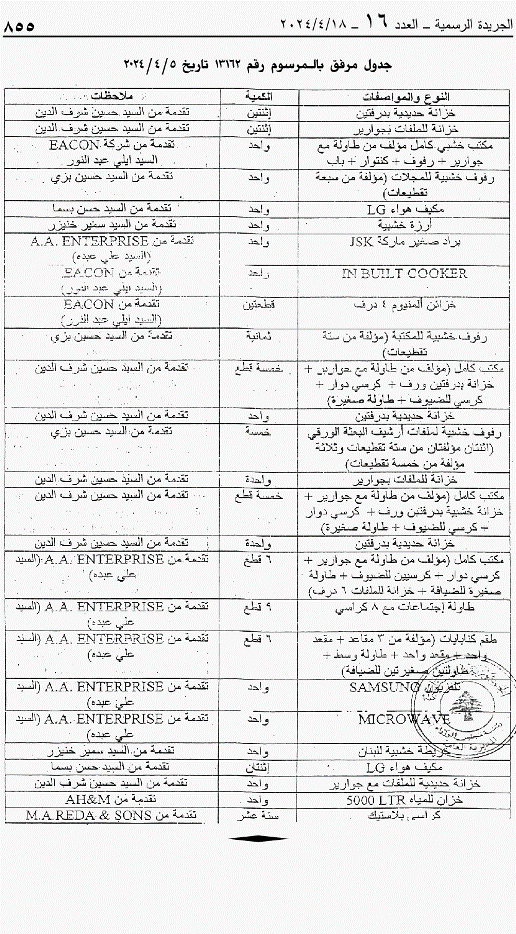 الجريدة الرسمية ــ العدد ١٦ ــ ٢٠٢٤/٤/١٨
٨٥٥
جدول مرفق بالمرسوم رقم ١٣١٦٢ تاريخ ٢٠٢٤/٤/٥
النوع والمواصفات الكمية ملاحظات
خزانة حديدية بدرفتين إثنتين تقدمة من السيد حسين شرف الدين
خزانة للملفات بجوارير إثنتين تقدمة من السيد حسين شرف الدين
مكتب خشبي كامل مؤلف من طاولة مع واحد تقدمة من شركة EACON
جوارير + رفوف + كنتوار + باب السيد ايلي عبد النور
رفوف خشبية للمجلات (مؤلفة من سبعة واحد تقدمة من السيد حسين بزي
تقطيعات)
مكيف هواء LG واحد تقدمة من السيد حسن بسما
أرزة خشبية واحد تقدمة من السيد سمير خنيزر
براد صغير ماركة JSK واحد تقدمة من A.A. ENTERPRISE
(السيد علي عبده)
IN BUILT COOKER واحد تقدمة من EACON
(السيد ايلي عبد النور)
خزائن ألمنيوم ٤ درف قطعتين تقدمة من EACON
(السيد ايلي عبد النور)
رفوف خشبية للمكتبة (مؤلفة من ستة ثمانية تقدمة من السيد حسين بزي
تقطيعات)
مكتب كامل (مؤلف من طاولة مع جوارير + خمسة قطع تقدمة من السيد حسين شرف الدين
خزانة بدرفتين ورف + كرسي دوار +
كرسي للضيوف + طاولة صغيرة)
خزانة حديدية بدرفتين واحد تقدمة من السيد حسين شرف الدين
رفوف خشبية لملفات أرشيف البعثة الورقي خمسة تقدمة من السيد حسين بزي
(اثنتان مؤلفتان من ستة تقطيعات وثلاثة
مؤلفة من خمسة تقطيعات)
خزانة للملفات بجوارير واحدة تقدمة من السيد حسين شرف الدين
مكتب كامل (مؤلف من طاولة مع جوارير + خمسة قطع تقدمة من السيد حسين شرف الدين
خزانة خشبية بدرفتين ورف + كرسي دوار
+ كرسي للضيوف + طاولة صغيرة)
خزانة حديدية بدرفتين واحدة تقدمة من السيد حسين شرف الدين
مكتب كامل (مؤلف من طاولة مع جوارير + ٦ قطع تقدمة من A.A. ENTERPRISE (السيد
كرسي دوار + كرسيين للضيوف + طاولة علي عبده)
صغيرة للضيافة + خزانة للملفات ٦ درف)
طاولة إجتماعات مع ٨ كراسي ٩ قطع تقدمة من A.A. ENTERPRISE (السيد
علي عبده)
طقم كنابايات (مؤلفة من ٣ مقاعد + مقعد ٦ قطع تقدمة من A.A. ENTERPRISE (السيد
واحد + مقعد واحد + طاولة وسط + علي عبده)
طاولتين صغيرتين للضيافة)
تلفزيون SAMSUNG واحد تقدمة من A.A. ENTERPRISE (السيد
علي عبده)
MICROWAVE واحد تقدمة من A.A. ENTERPRISE (السيد
علي عبده)
خريطة خشبية للبنان واحد تقدمة من السيد سمير خنيزر
مكيف هواء LG إثنتان تقدمة من السيد حسن بسما
خزانة حديدية للملفات مع جوارير واحد تقدمة من السيد حسين شرف الدين
خزان للمياه 5000 LTR واحد تقدمة من AH&M
كراسي بلاستيك ستة عشر تقدمة من M.A.REDA & SONS